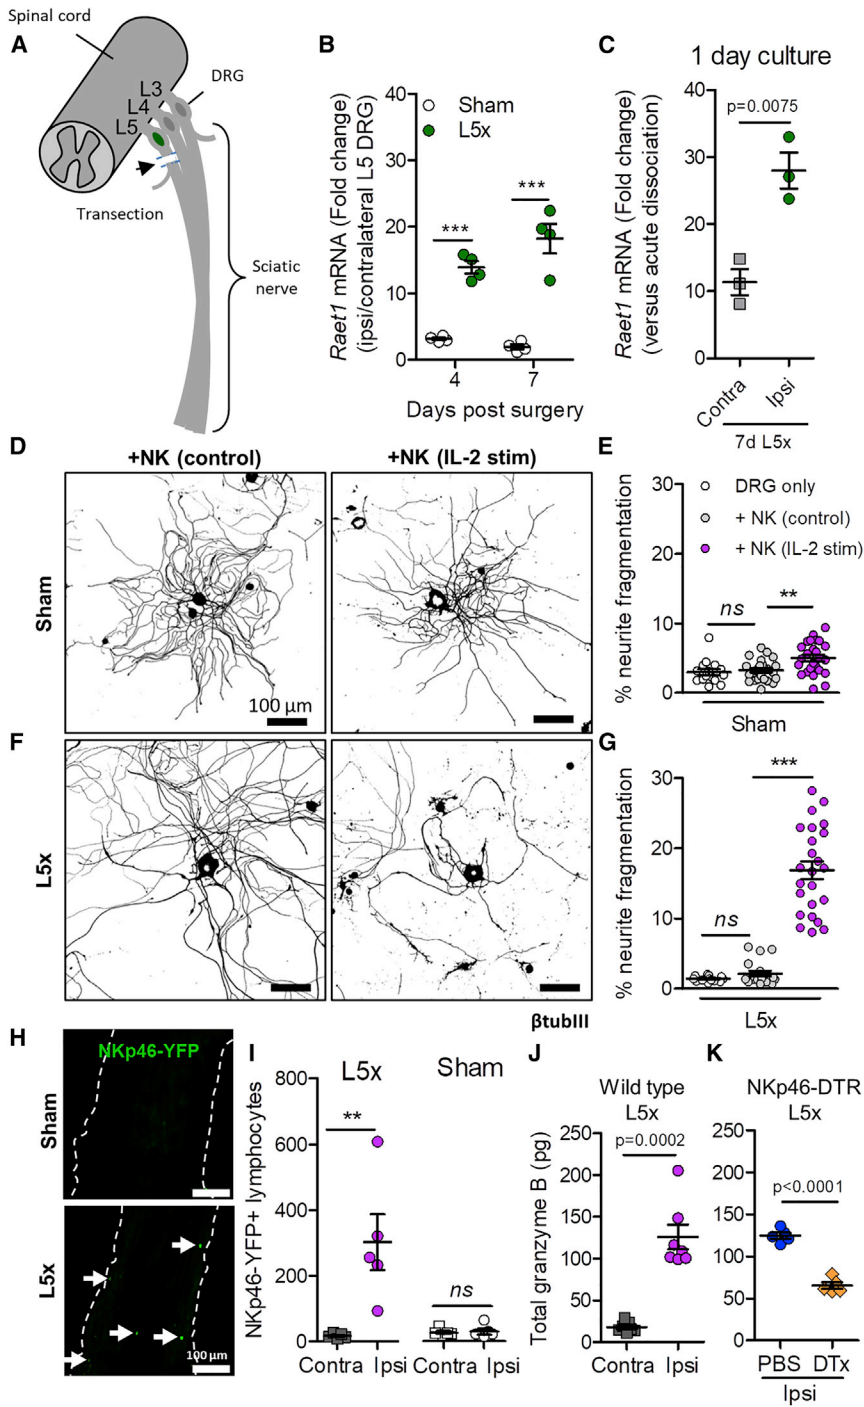 Spinal cord
A
L3
L4
L5
DRG
Transection
Sciatic
nerve
B
Raet1 mRNA (Fold change)
(ipsi/contralateral L5 DRG)
40
30
20
10
0
Sham
L5x
***
***
4
7
Days post surgery
C
1 day culture
Raet1 mRNA (Fold change)
(versus acute dissociation)
40
30
20
10
0
p=0.0075
Contra
Ipsi
7d L5x
D
+NK (control)
+NK (IL-2 stim)
Sham
100 µm
E
% neurite fragmentation
30
20
10
0
DRG only
+ NK (control)
+ NK (IL-2 stim)
ns
**
Sham
F
L5x
βtubIII
G
% neurite fragmentation
30
20
10
0
ns
***
L5x
H
NKp46-YFP
Sham
L5x
100 µm
I
NKp46-YFP+ lymphocytes
800
600
400
200
0
L5x
Sham
**
ns
Contra
Ipsi
Contra
Ipsi
J
Wild type
L5x
Total granzyme B (pg)
250
200
150
100
50
0
p=0.0002
Contra
Ipsi
K
NKp46-DTR
L5x
250
200
150
100
50
0
p<0.0001
PBS
DTx
Ipsi